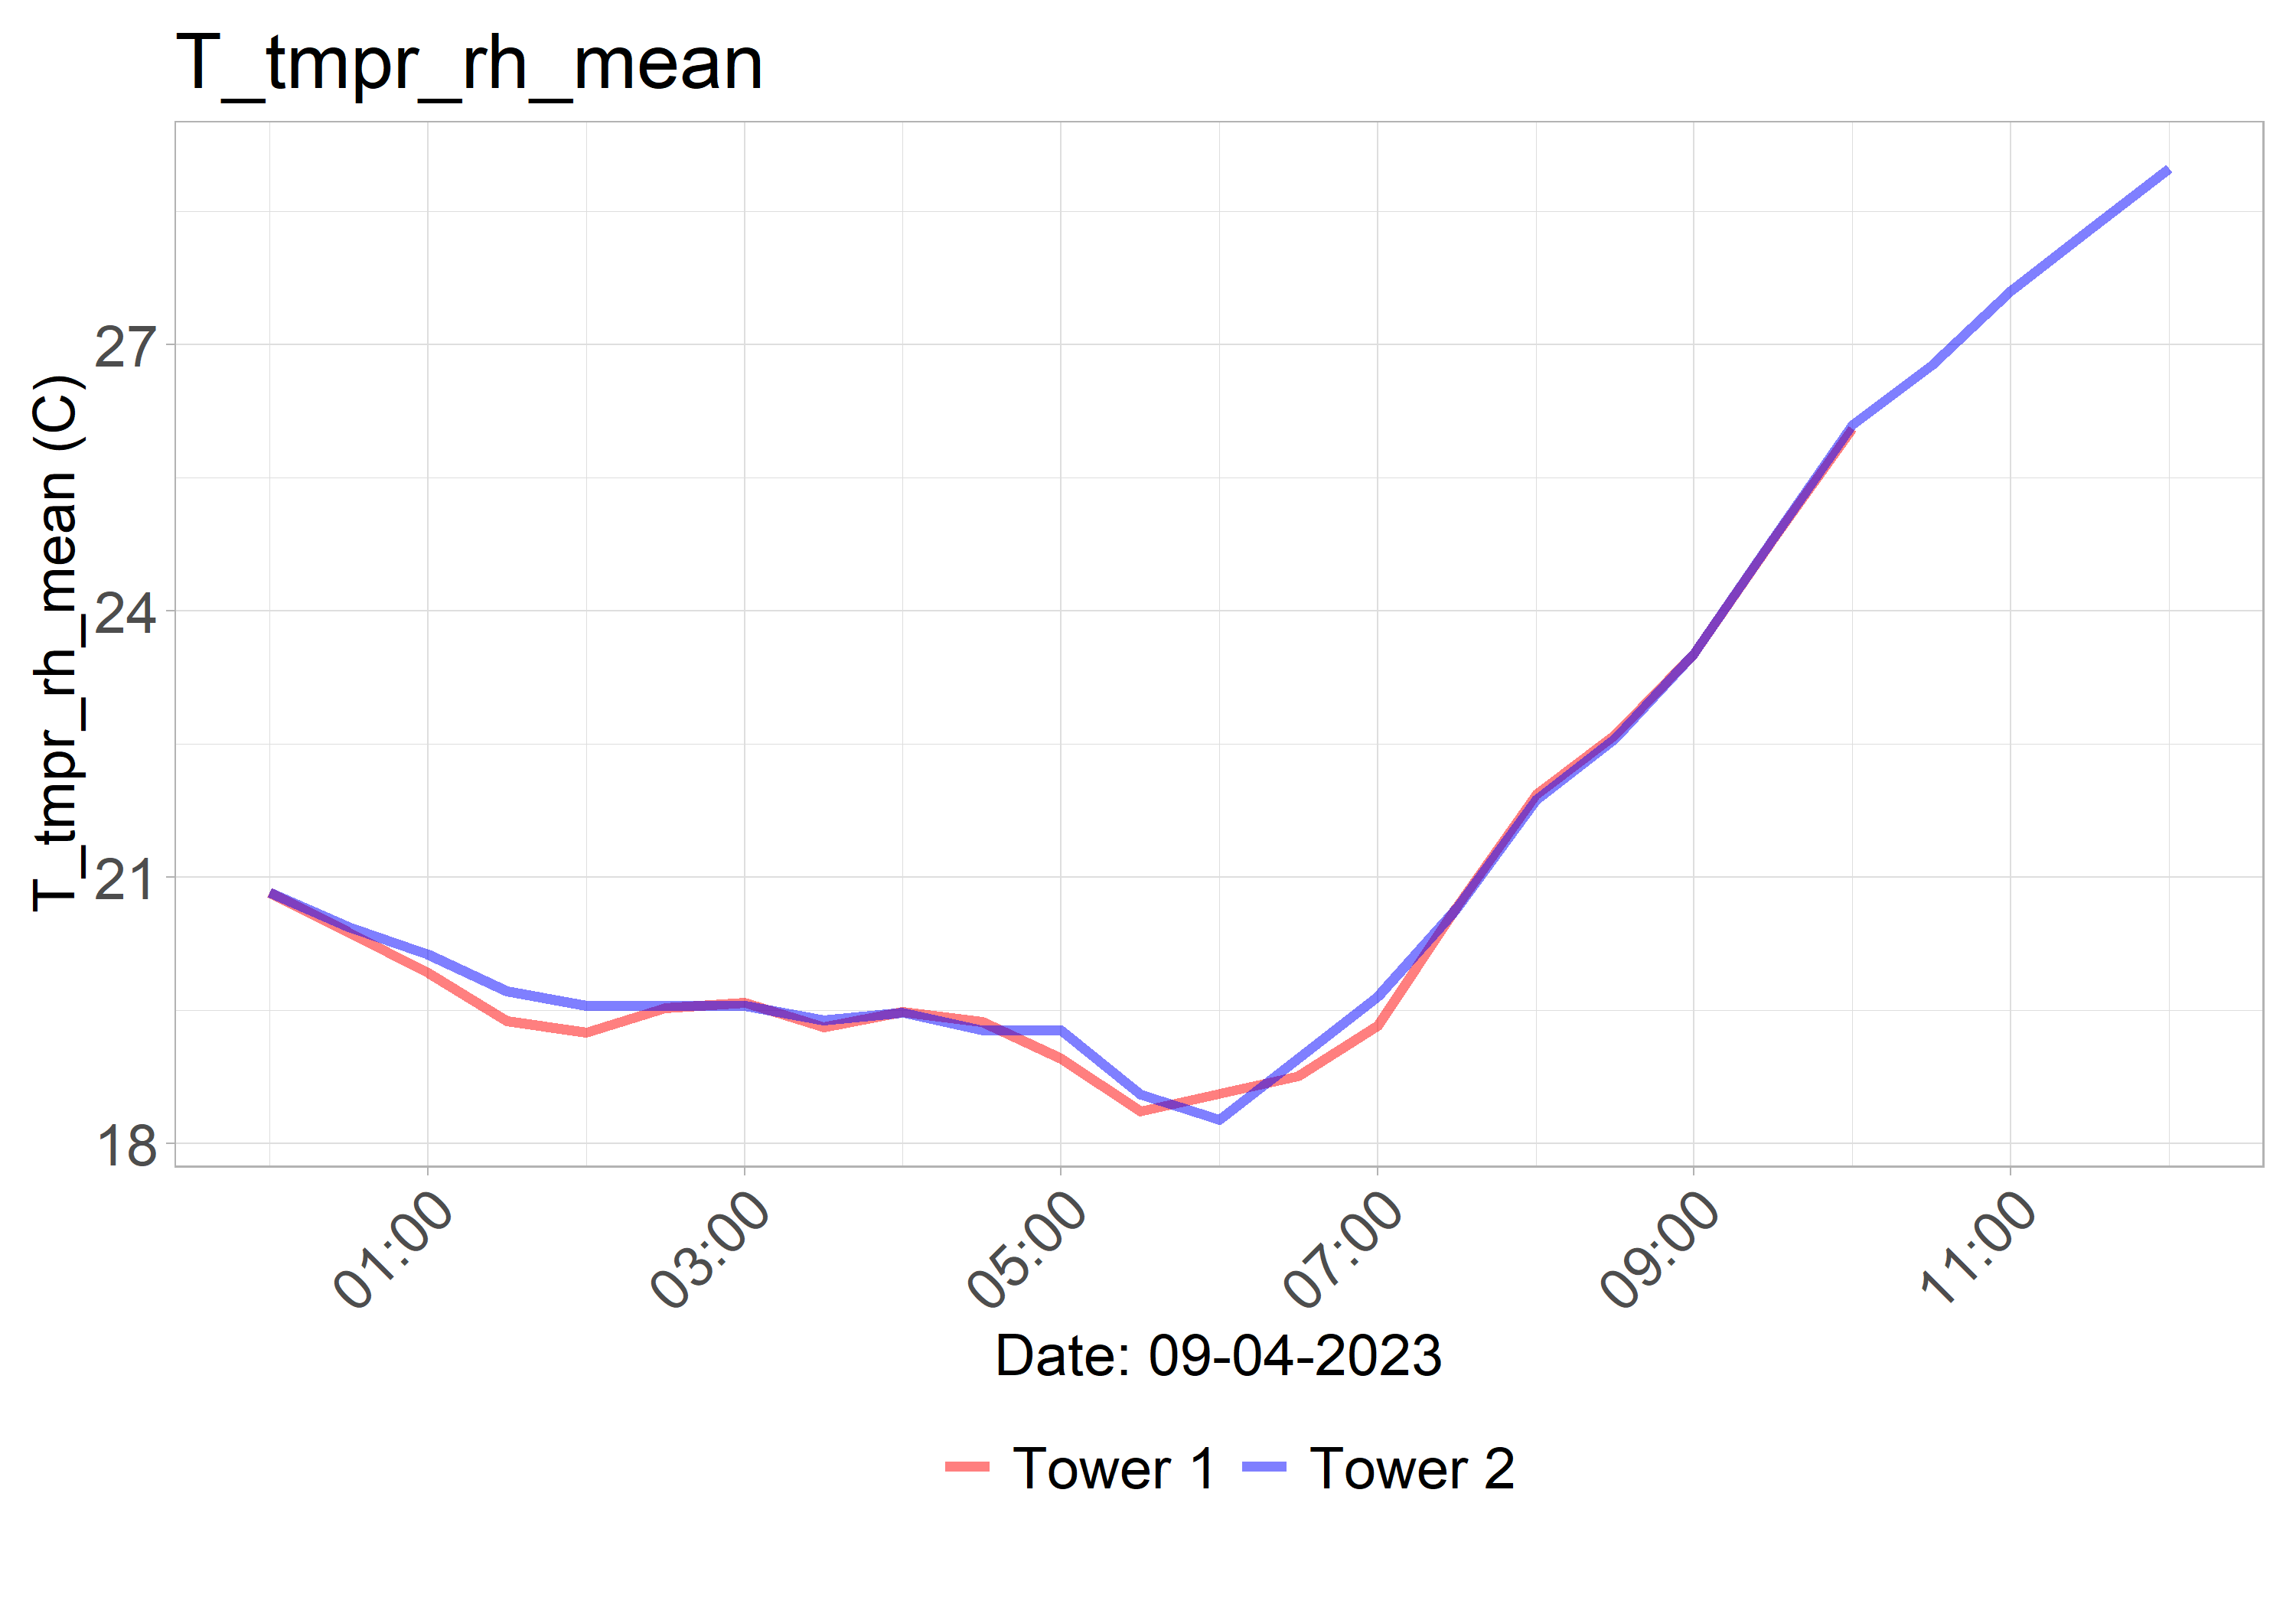 T_tmpr_rh_mean
T_tmpr_rh_mean (C)
27
24
21
18
01:00
03:00
05:00
07:00
09:00
11:00
Date: 09-04-2023
Tower 1
Tower 2